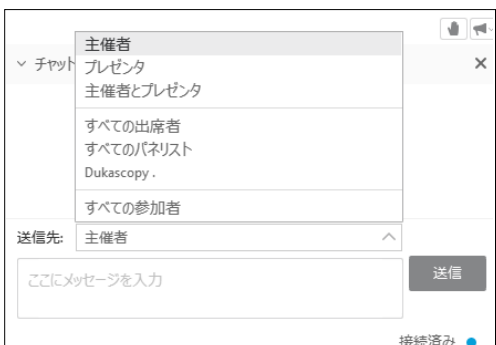 主催者
チャット
プレゼンタ
主催者とプレゼンタ
すべての出席者
すべてのパネリスト
Dukascopy .
すべての参加者
送信先: 主催者
ここにメッセージを入力
送信
接続済み